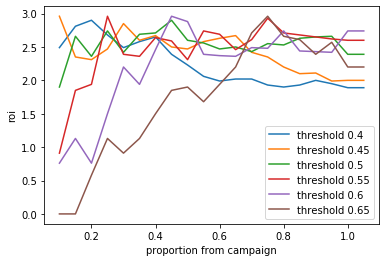 3.0
2.5
2.0
1.5
1.0
0.5
0.0
roi
threshold 0.4
threshold 0.45
threshold 0.5
threshold 0.55
threshold 0.6
threshold 0.65
0.2 0.4 0.6 0.8 1.0
proportion from campaign